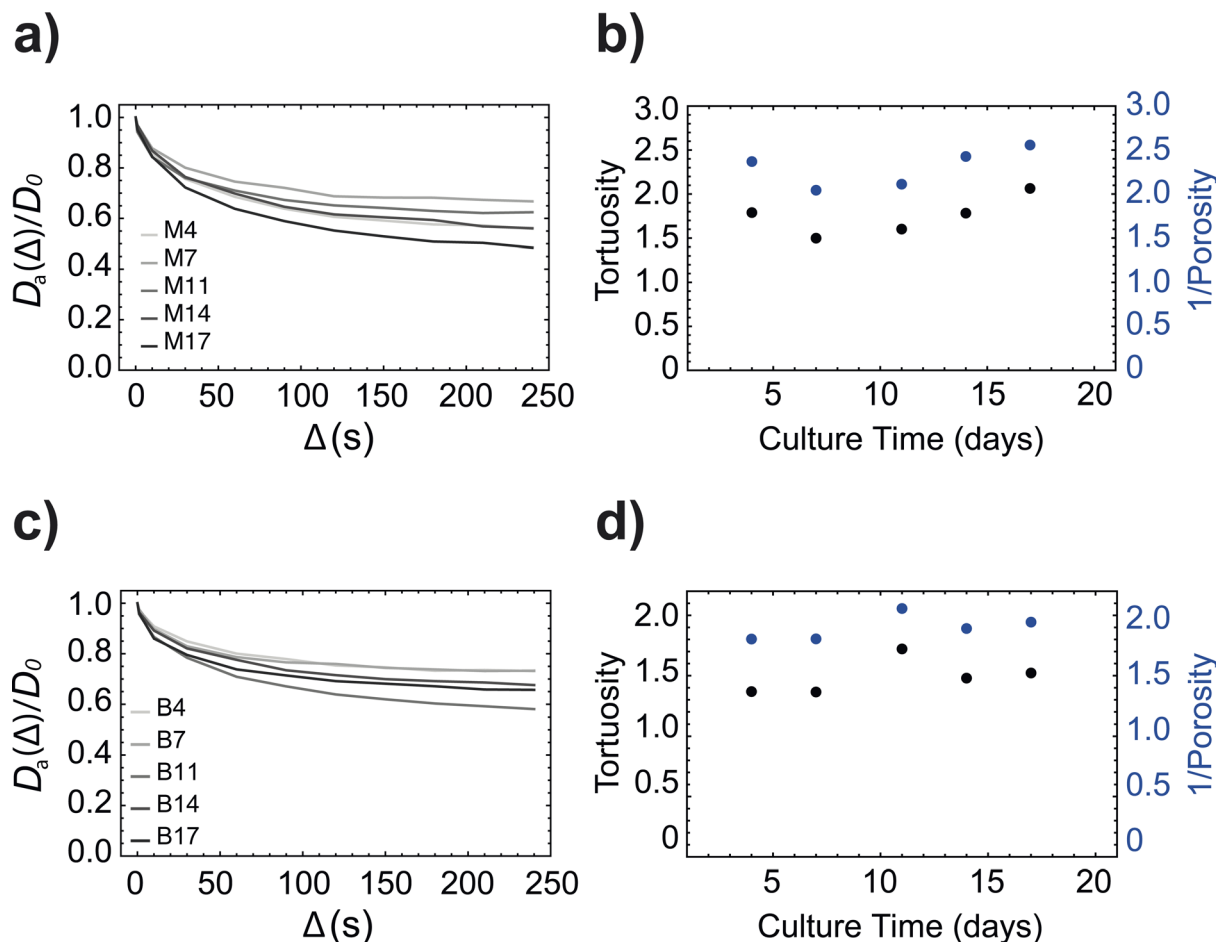 a)
1.0
0.8
0.6
0.4
0.2
0.0
Da(Δ)/D0
M4
M7
M11
M14
M17
0 50 100 150 200 250
Δ (s)
b)
3.0
2.5
2.0
1.5
1.0
0.5
0
Tortuosity
3.0
2.5
2.0
1.5
1.0
0.5
0
1/Porosity
5 10 15 20
Culture Time (days)
c)
1.0
0.8
0.6
0.4
0.2
0.0
Da(Δ)/D0
B4
B7
B11
B14
B17
0 50 100 150 200 250
Δ (s)
d)
2.0
1.5
1.0
0.5
0
Tortuosity
2.0
1.5
1.0
0.5
0
1/Porosity
5 10 15 20
Culture Time (days)